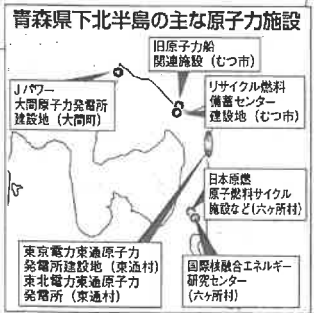 青森県下北半島の主な原子力施設
旧原子力船
関連施設（むつ市）
Jパワー
大間原子力発電所
建設地（大間町）
リサイクル燃料
備蓄センター
建設地（むつ市）
日本原燃
原子燃料サイクル
施設など（六ヶ所村）
東京電力東通原子力
発電所建設地（東通村）
東北電力東通原子力
発電所（東通村）
国際核融合エネルギー
研究センター
（六ヶ所村）